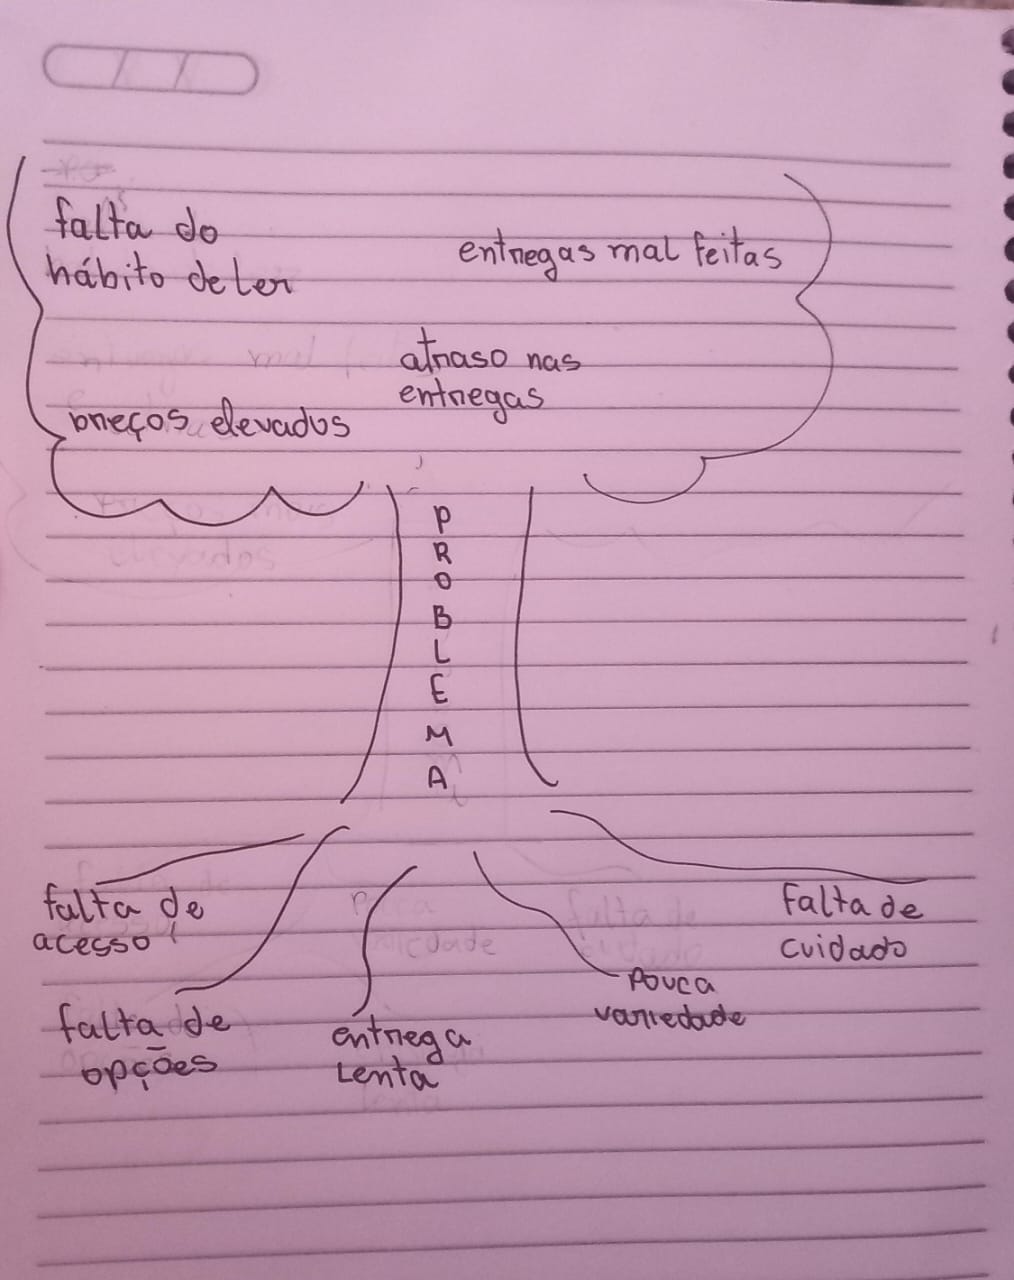 falta do
hábito de ler
entregas mal feitas
atraso nas
entregas
preços elevados
P
R
O
B
L
E
M
A
falta de
acesso
falta de
opções
entrega
lenta
pouca
variedade
falta de
cuidado